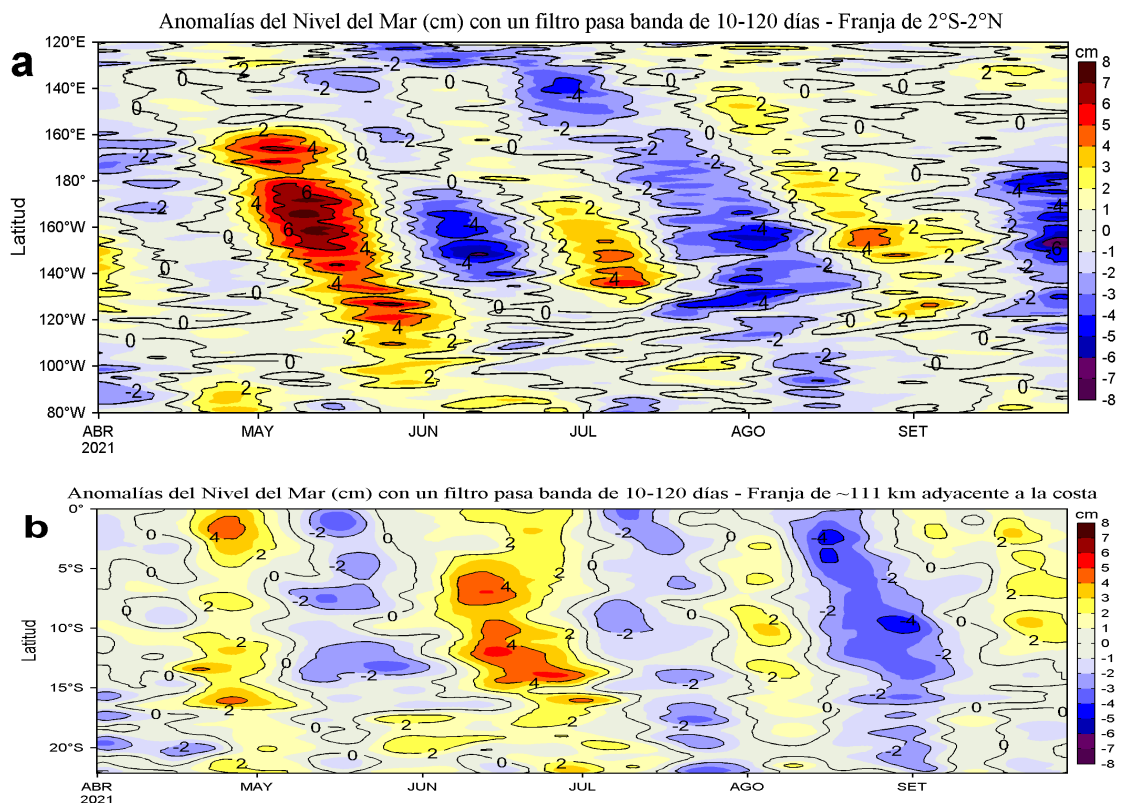 Anomalías del Nivel del Mar (cm) con un filtro pasa banda de 10-120 días - Franja de 2°S-2°N
a
cm
Latitud
120°E
140°E
160°E
180°
160°W
140°W
120°W
100°W
80°W
8
7
6
5
4
3
2
1
0
-1
-2
-3
-4
-5
-6
-7
-8
ABR MAY JUN JUL AGO SET
2021
Anomalías del Nivel del Mar (cm) con un filtro pasa banda de 10-120 días - Franja de ~111 km adyacente a la costa
b
cm
Latitud
0°
5°S
10°S
15°S
20°S
8
7
6
5
4
3
2
1
0
-1
-2
-3
-4
-5
-6
-7
-8
ABR MAY JUN JUL AGO SET
2021